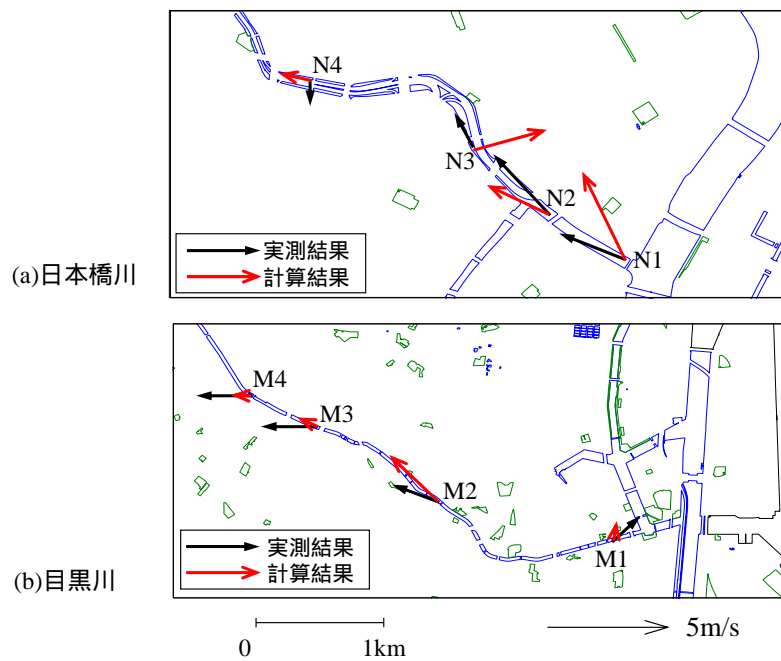 N4
N3
N2
N1
実測結果
計算結果
(a)日本橋川
M4
M3
M2
M1
実測結果
計算結果
(b)目黒川
0 1km
5m/s